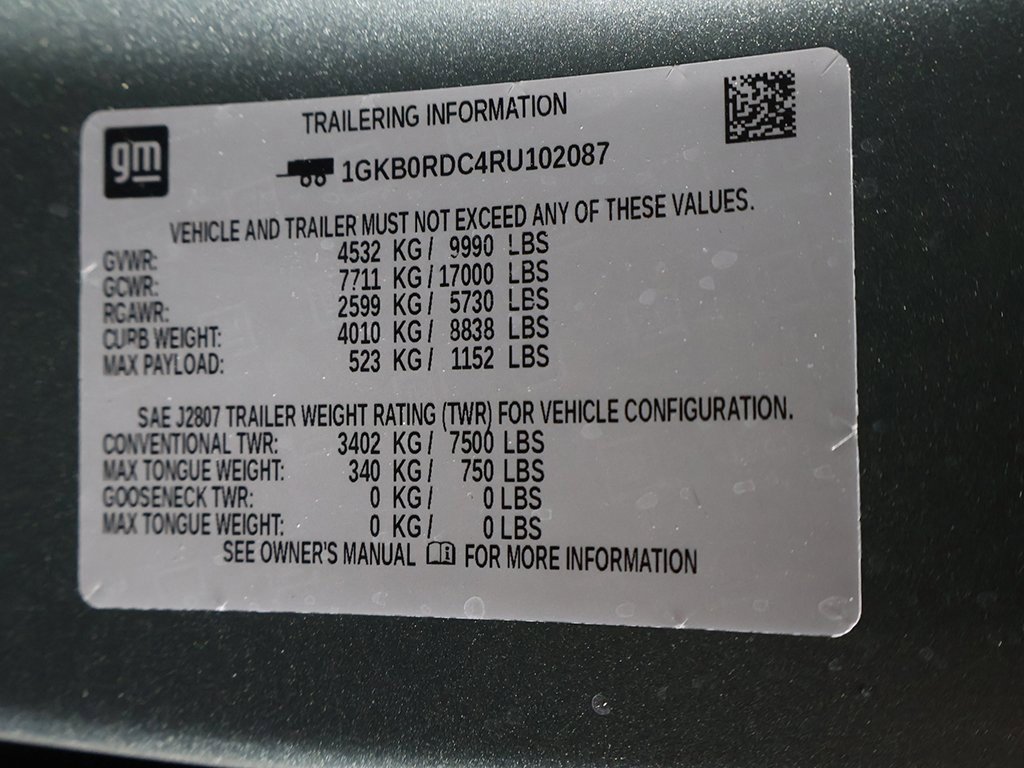 gm
TRAILERING INFORMATION
1GKB0RDC4RU102087
VEHICLE AND TRAILER MUST NOT EXCEED ANY OF THESE VALUES.
GVWR: 4532 KG / 9990 LBS
GCWR: 7711 KG / 17000 LBS
RGAWR: 2599 KG / 5730 LBS
CURB WEIGHT: 4010 KG / 8838 LBS
MAX PAYLOAD: 523 KG / 1152 LBS
SAE J2807 TRAILER WEIGHT RATING (TWR) FOR VEHICLE CONFIGURATION.
CONVENTIONAL TWR: 3402 KG / 7500 LBS
MAX TONGUE WEIGHT: 340 KG / 750 LBS
GOOSENECK TWR: 0 KG / 0 LBS
MAX TONGUE WEIGHT: 0 KG / 0 LBS
SEE OWNER'S MANUAL FOR MORE INFORMATION